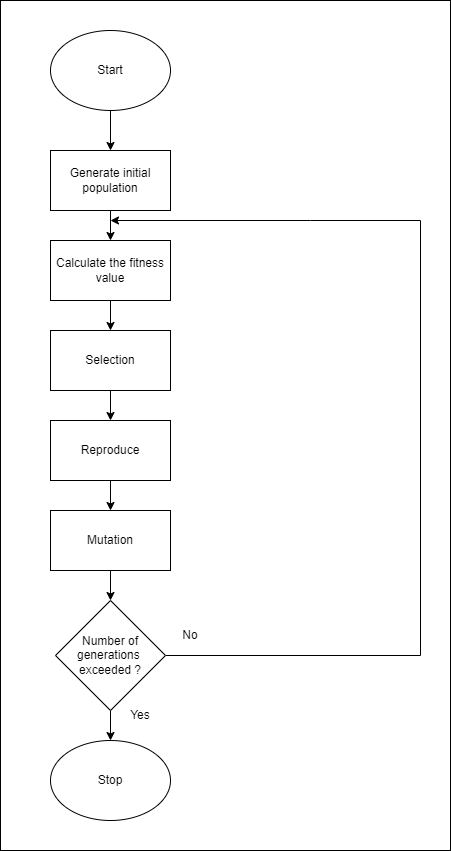 Start
Generate initial
population
Calculate the fitness
value
Selection
Reproduce
Mutation
Number of
generations
exceeded ?
No
Yes
Stop